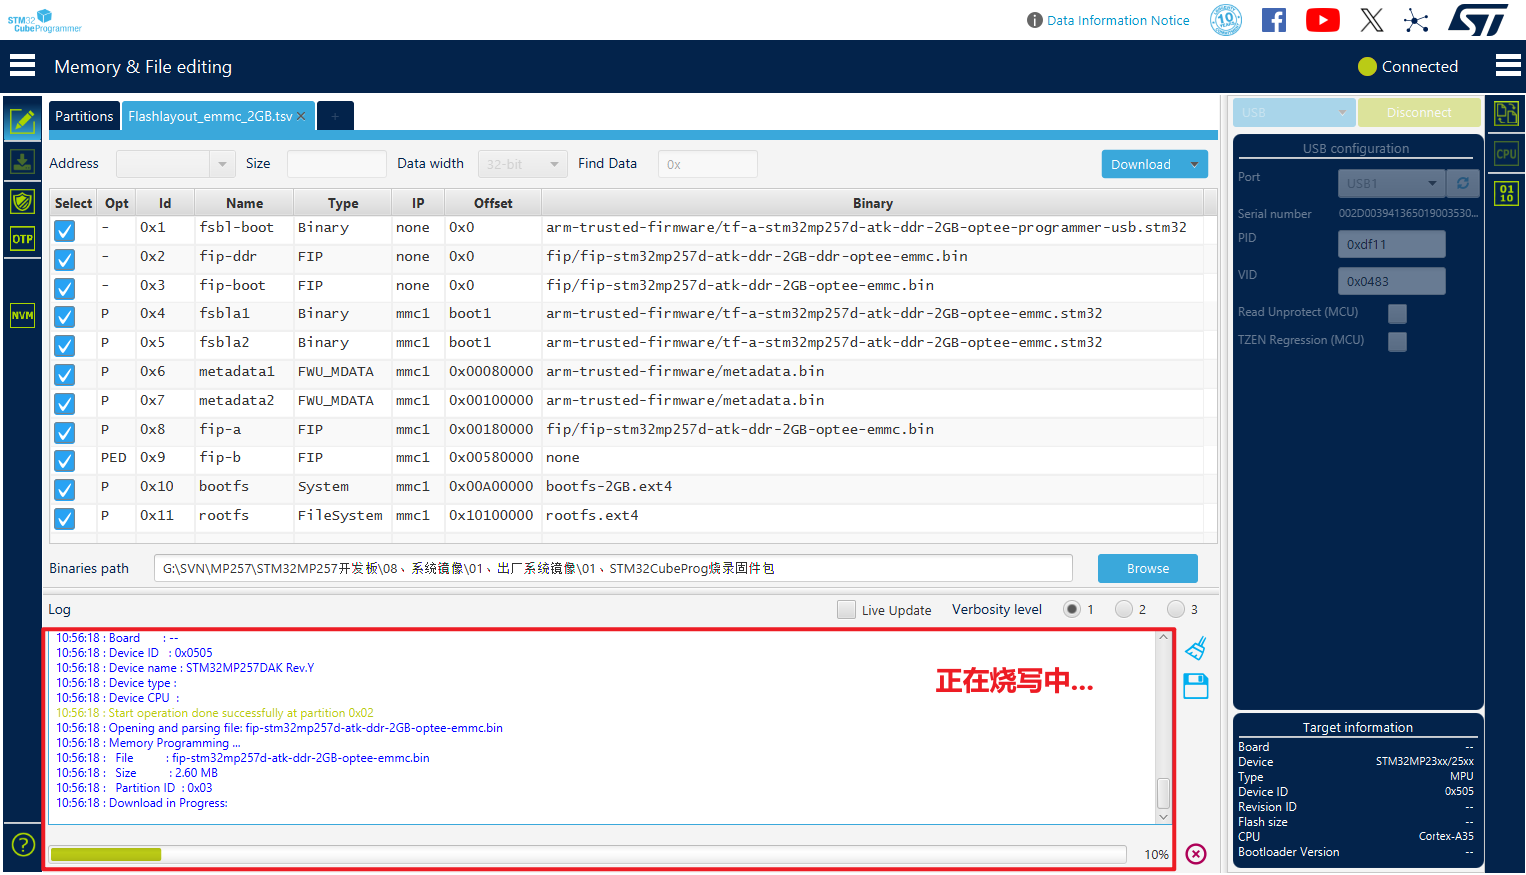 STM32
CubeProgrammer
Data Information Notice
10
Memory & File editing
Connected
Partitions
Flashlayout_emmc_2GB.tsv ×
+
USB
Disconnect
Address
Size
Data width
32-bit
Find Data
0x
Download
Select Opt Id Name Type IP Offset Binary
- 0x1 fsbl-boot Binary none 0x0 arm-trusted-firmware/tf-a-stm32mp257d-atk-ddr-2GB-optee-programmer-usb.stm32
- 0x2 fip-ddr FIP none 0x0 fip/fip-stm32mp257d-atk-ddr-2GB-ddr-optee-emmc.bin
- 0x3 fip-boot FIP none 0x0 fip/fip-stm32mp257d-atk-ddr-2GB-optee-emmc.bin
P 0x4 fsbla1 Binary mmc1 boot1 arm-trusted-firmware/tf-a-stm32mp257d-atk-ddr-2GB-optee-emmc.stm32
P 0x5 fsbla2 Binary mmc1 boot1 arm-trusted-firmware/tf-a-stm32mp257d-atk-ddr-2GB-optee-emmc.stm32
P 0x6 metadata1 FWU_MDATA mmc1 0x00080000 arm-trusted-firmware/metadata.bin
P 0x7 metadata2 FWU_MDATA mmc1 0x00100000 arm-trusted-firmware/metadata.bin
P 0x8 fip-a FIP mmc1 0x00180000 fip/fip-stm32mp257d-atk-ddr-2GB-optee-emmc.bin
PED 0x9 fip-b FIP mmc1 0x00580000 none
P 0x10 bootfs System mmc1 0x00A00000 bootfs-2GB.ext4
P 0x11 rootfs FileSystem mmc1 0x10100000 rootfs.ext4
Binaries path
G:\SVN\MP257\STM32MP257开发板\08、系统镜像\01、出厂系统镜像\01、STM32CubeProg烧录固件包
Browse
Log
Live Update
Verbosity level
1
2
3
10:56:18 : Board : --
10:56:18 : Device ID : 0x0505
10:56:18 : Device name : STM32MP257DAK Rev.Y
10:56:18 : Device type :
10:56:18 : Device CPU :
10:56:18 : Start operation done successfully at partition 0x02
10:56:18 : Opening and parsing file: fip-stm32mp257d-atk-ddr-2GB-optee-emmc.bin
10:56:18 : Memory Programming ...
10:56:18 : File : fip-stm32mp257d-atk-ddr-2GB-optee-emmc.bin
10:56:18 : Size : 2.60 MB
10:56:18 : Partition ID : 0x03
10:56:18 : Download in Progress:
正在烧写中...
10%
USB configuration
Port
USB1
Serial number
002D003941365019003530...
PID
0xdf11
VID
0x0483
Read Unprotect (MCU)
TZEN Regression (MCU)
Target information
Board --
Device STM32MP23xx/25xx
Type MPU
Device ID 0x505
Revision ID --
Flash size --
CPU Cortex-A35
Bootloader Version --
OTP
NVM
?
CPU
01
10
ST